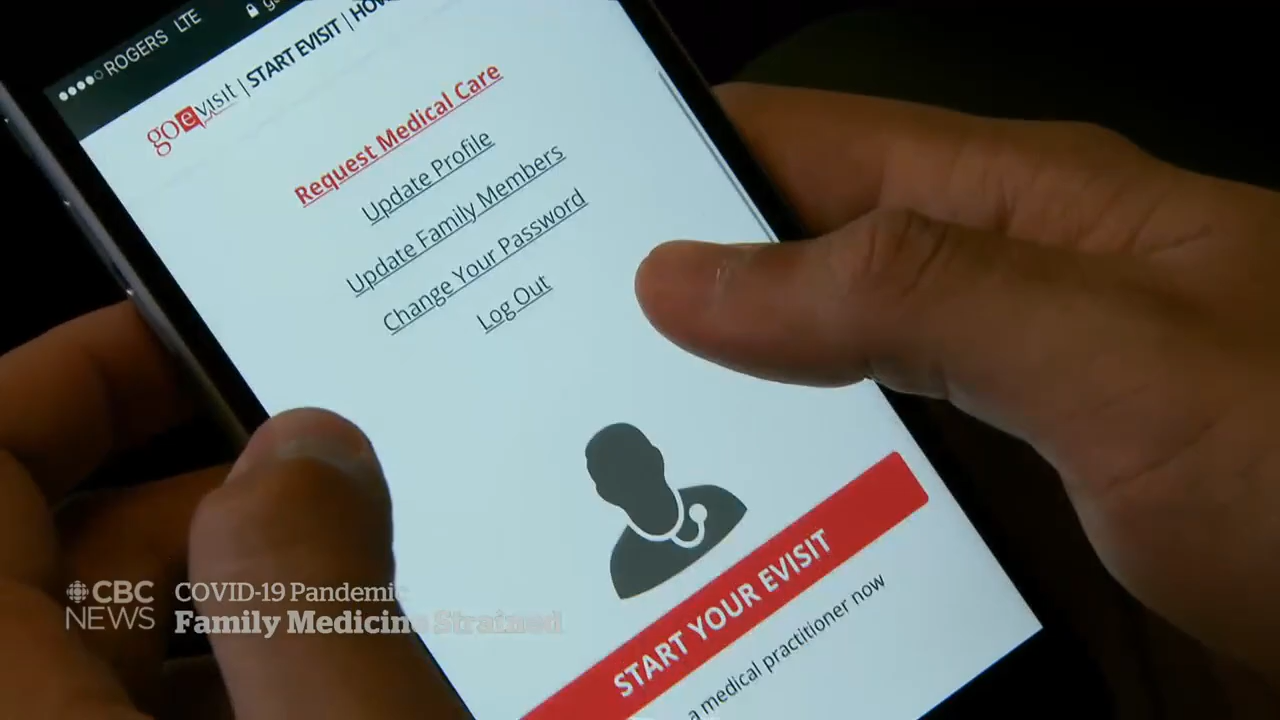 ROGERS LTE
goevisit | START EVISIT |
Request Medical Care
Update Profile
Update Family Members
Change Your Password
Log Out
START YOUR EVISIT
a medical practitioner now
CBC
NEWS
COVID-19 Pandemic
Family Medicine Strained